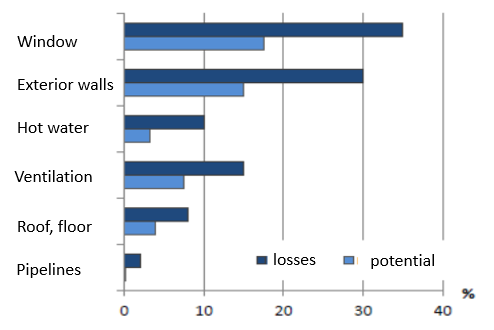 Window
Exterior walls
Hot water
Ventilation
Roof, floor
Pipelines
losses potential
%
0 10 20 30 40